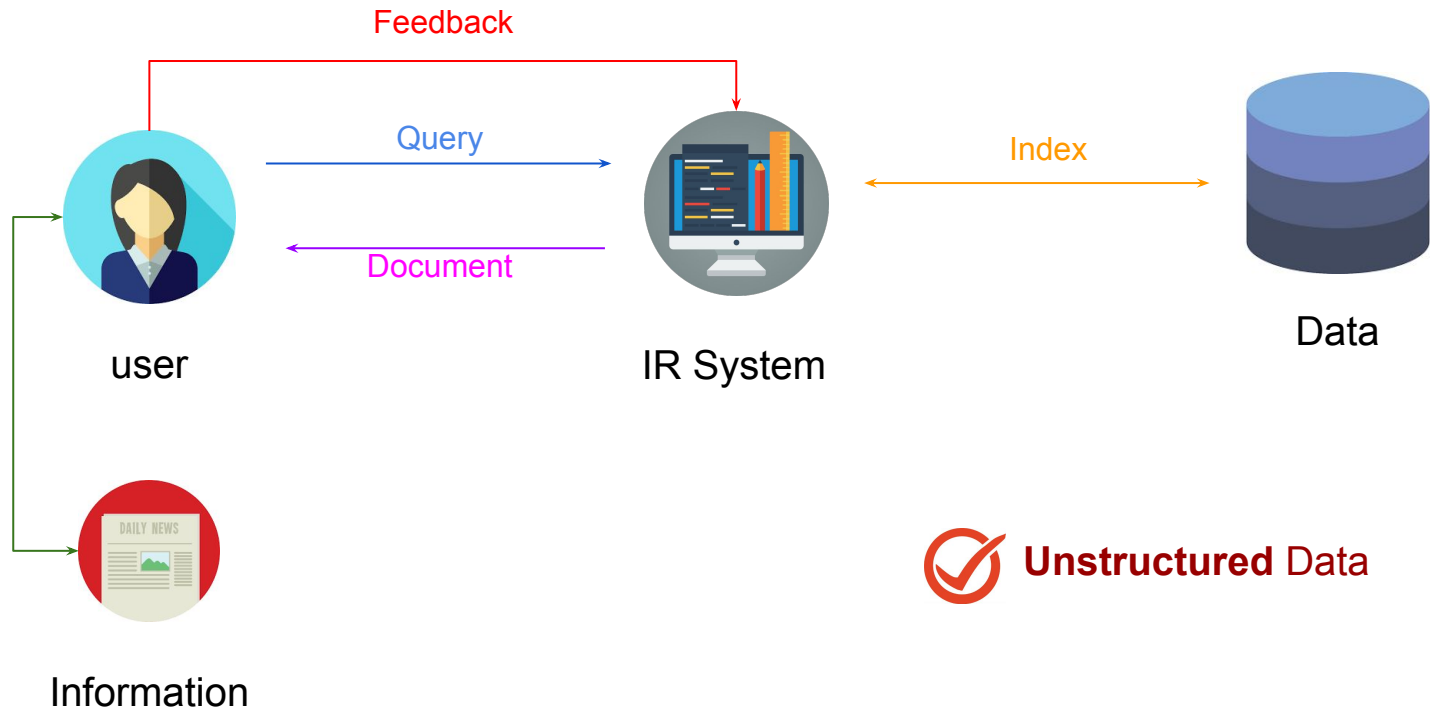 Feedback
Query
Index
Document
Data
user
IR System
DAILY NEWS
Unstructured Data
Information